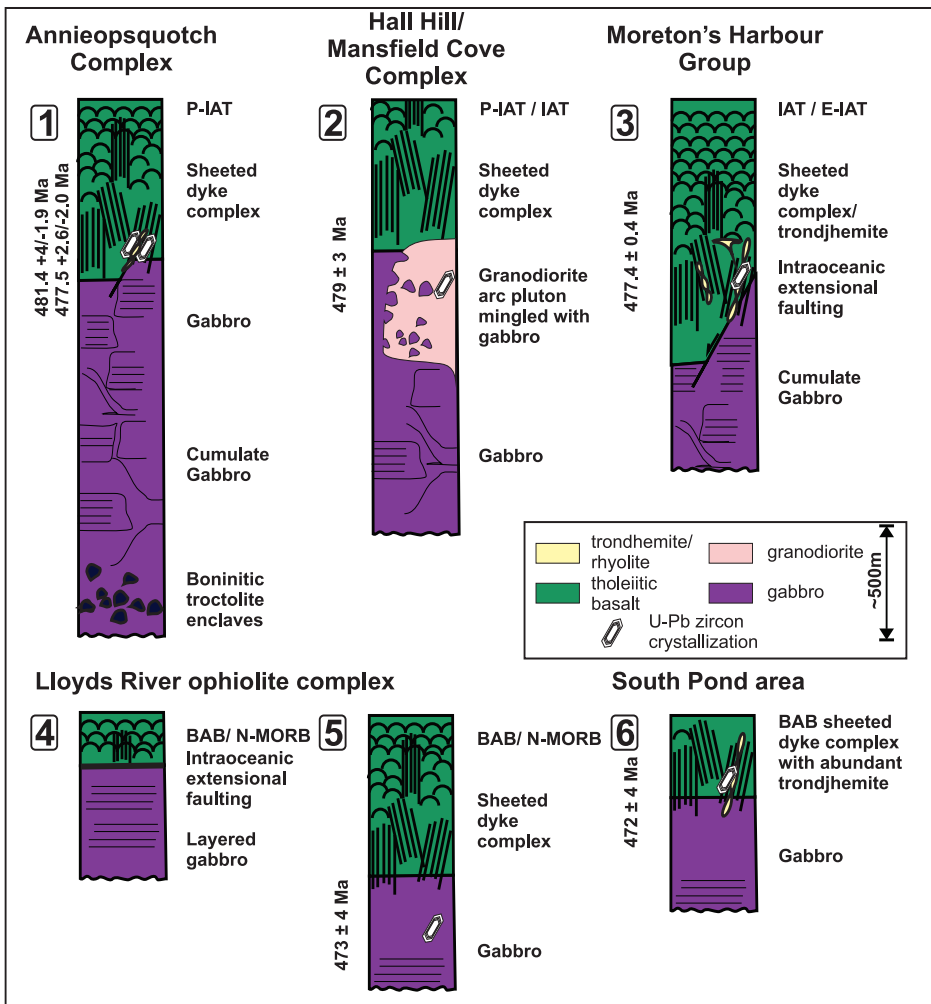 Annieopsquotch
Complex
1
481.4 +4/-1.9 Ma
477.5 +2.6/-2.0 Ma
P-IAT
Sheeted
dyke
complex
Gabbro
Cumulate
Gabbro
Boninitic
troctolite
enclaves
Hall Hill/
Mansfield Cove
Complex
2
479 ± 3 Ma
P-IAT / IAT
Sheeted
dyke
complex
Granodiorite
arc pluton
mingled with
gabbro
Gabbro
Moreton's Harbour
Group
3
477.4 ± 0.4 Ma
IAT / E-IAT
Sheeted
dyke
complex/
trondjhemite
Intraoceanic
extensional
faulting
Cumulate
Gabbro
trondhemite/
rhyolite
granodiorite
tholeiitic
basalt
gabbro
U-Pb zircon
crystallization
~500m
Lloyds River ophiolite complex
4
BAB/ N-MORB
Intraoceanic
extensional
faulting
Layered
gabbro
5
473 ± 4 Ma
BAB/ N-MORB
Sheeted
dyke
complex
Gabbro
South Pond area
6
472 ± 4 Ma
BAB sheeted
dyke complex
with abundant
trondjhemite
Gabbro